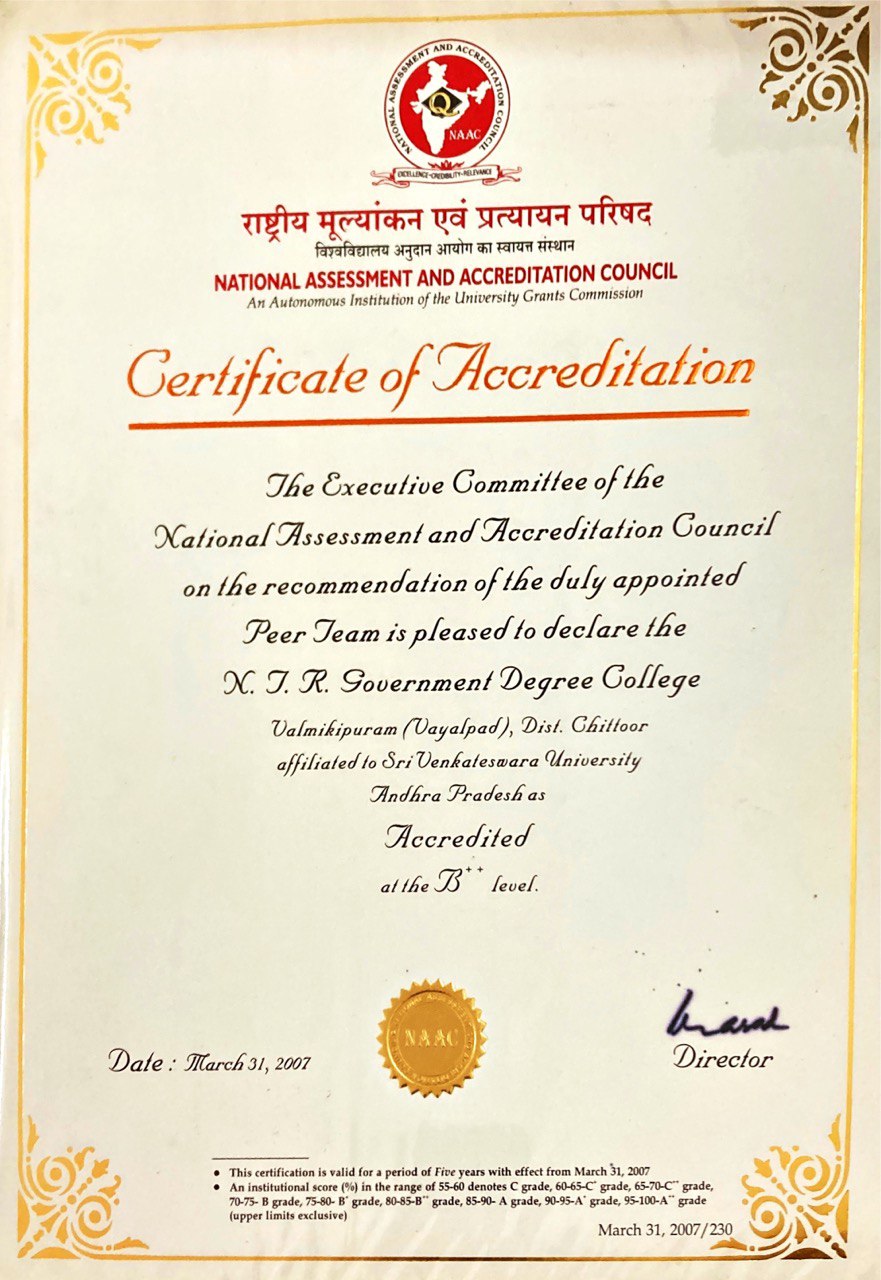 NATIONAL ASSESSMENT AND ACCREDITATION COUNCIL
Q
NAAC
EXCELLENCE-CREDIBILITY-RELEVANCE
राष्ट्रीय मूल्यांकन एवं प्रत्यायन परिषद
विश्वविद्यालय अनुदान आयोग का स्वायत्त संस्थान
NATIONAL ASSESSMENT AND ACCREDITATION COUNCIL
An Autonomous Institution of the University Grants Commission
Certificate of Accreditation
The Executive Committee of the
National Assessment and Accreditation Council
on the recommendation of the duly appointed
Peer Team is pleased to declare the
N. T. R. Government Degree College
Valmikipuram (Vayalpad), Dist. Chittoor
affiliated to Sri Venkateswara University
Andhra Pradesh as
Accredited
at the B⁺⁺ level.
NAAC
Date : March 31, 2007
Director
• This certification is valid for a period of Five years with effect from March 31, 2007
• An institutional score (%) in the range of 55-60 denotes C grade, 60-65-C⁺ grade, 65-70-C⁺⁺ grade,
70-75- B grade, 75-80- B⁺ grade, 80-85-B⁺⁺ grade, 85-90- A grade, 90-95-A⁺ grade, 95-100-A⁺⁺ grade
(upper limits exclusive)
March 31, 2007/230